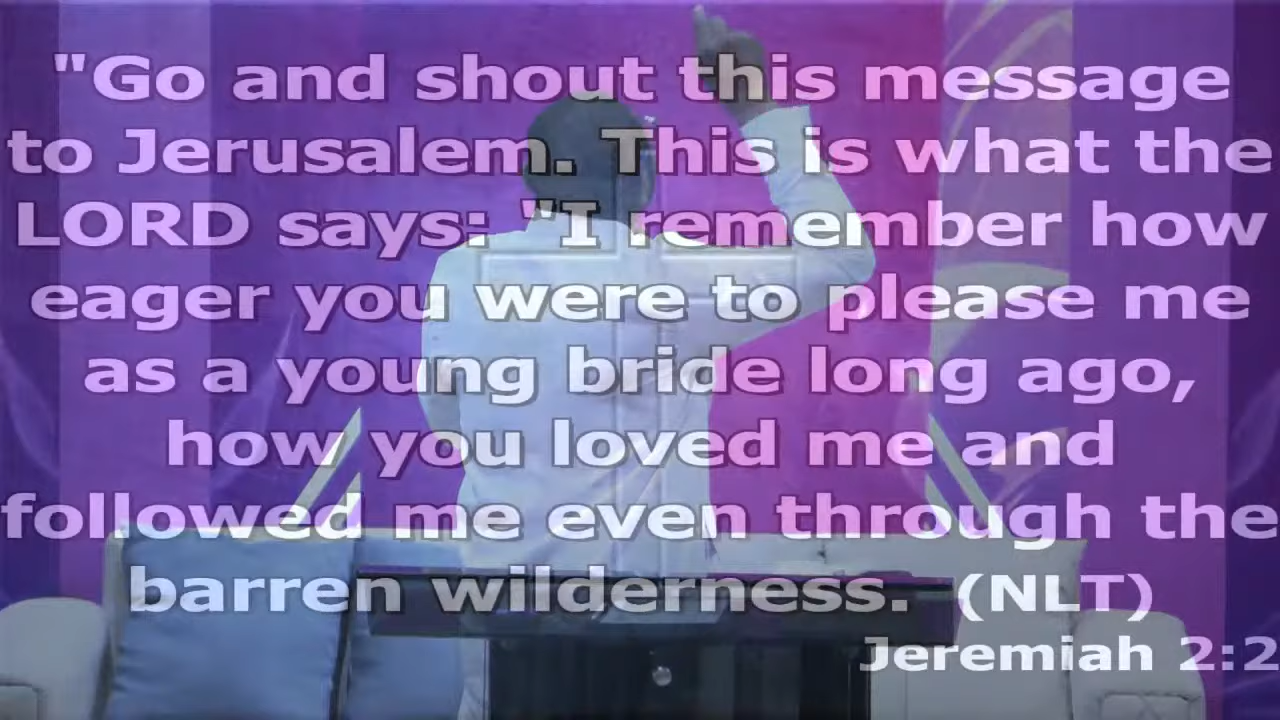 "Go and shout this message
to Jerusalem. This is what the
LORD says: "I remember how
eager you were to please me
as a young bride long ago,
how you loved me and
followed me even through the
barren wilderness. (NLT)
Jeremiah 2:2